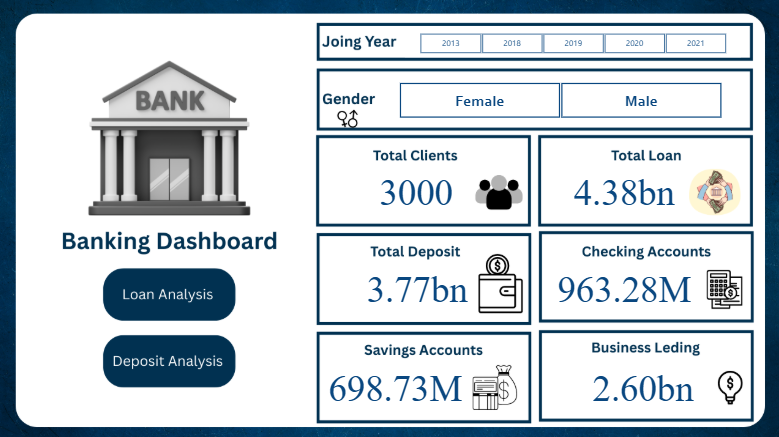 BANK
Banking Dashboard
Loan Analysis
Deposit Analysis
Joing Year
2013 2018 2019 2020 2021
Gender
Female Male
Total Clients
3000
Total Loan
4.38bn
Total Deposit
3.77bn
Checking Accounts
963.28M
Savings Accounts
698.73M
Business Leding
2.60bn